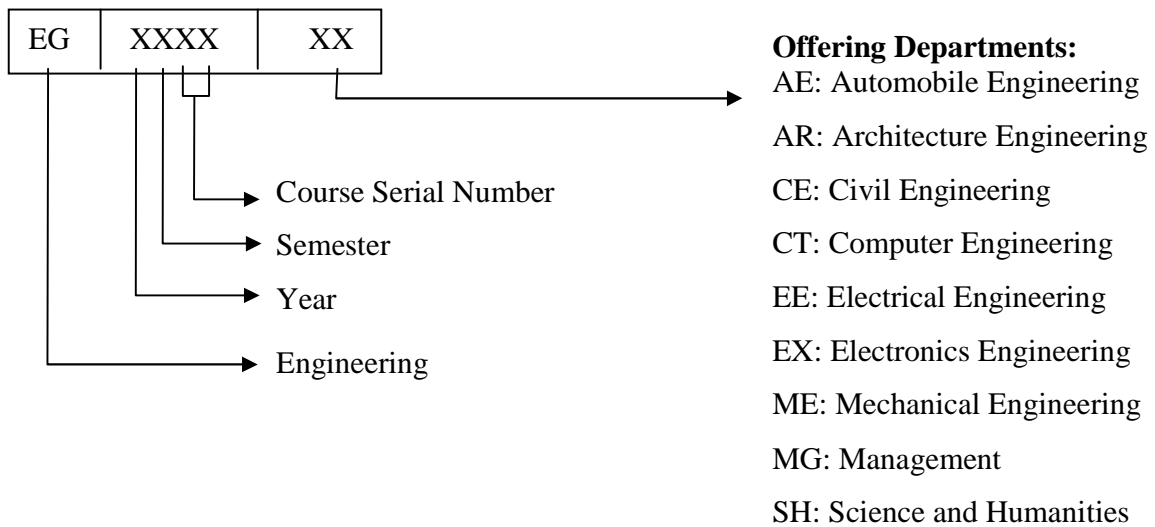 EG XXXX XX
Offering Departments:
AE: Automobile Engineering
AR: Architecture Engineering
CE: Civil Engineering
CT: Computer Engineering
EE: Electrical Engineering
EX: Electronics Engineering
ME: Mechanical Engineering
MG: Management
SH: Science and Humanities
Course Serial Number
Semester
Year
Engineering